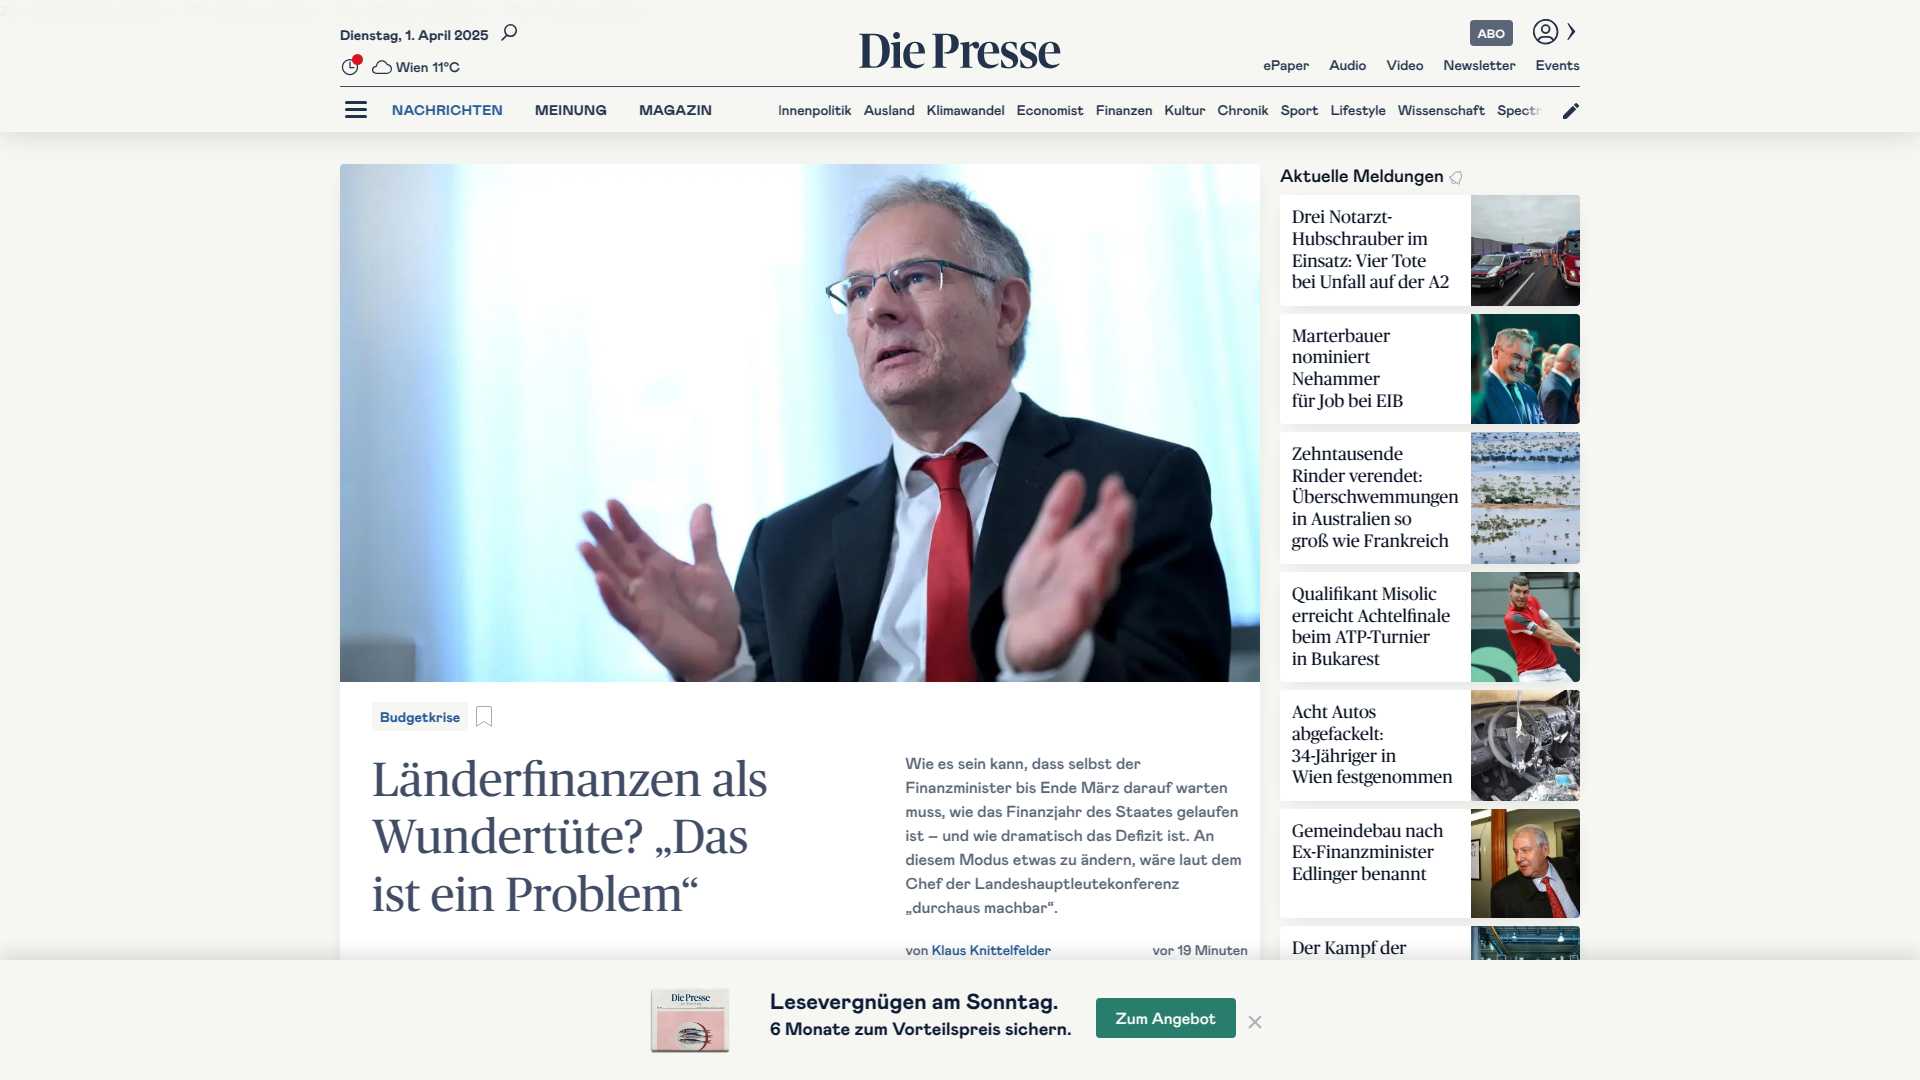 Dienstag, 1. April 2025
Wien 11°C
Die Presse
ABO
ePaper Audio Video Newsletter Events
NACHRICHTEN MEINUNG MAGAZIN
Innenpolitik Ausland Klimawandel Economist Finanzen Kultur Chronik Sport Lifestyle Wissenschaft Spectr
Budgetkrise
Länderfinanzen als
Wundertüte? „Das
ist ein Problem“
Wie es sein kann, dass selbst der
Finanzminister bis Ende März darauf warten
muss, wie das Finanzjahr des Staates gelaufen
ist – und wie dramatisch das Defizit ist. An
diesem Modus etwas zu ändern, wäre laut dem
Chef der Landeshauptleutekonferenz
„durchaus machbar“.
von Klaus Knittelfelder
vor 19 Minuten
Aktuelle Meldungen
Drei Notarzt-
Hubschrauber im
Einsatz: Vier Tote
bei Unfall auf der A2
Marterbauer
nominiert
Nehammer
für Job bei EIB
Zehntausende
Rinder verendet:
Überschwemmungen
in Australien so
groß wie Frankreich
Qualifikant Misolic
erreicht Achtelfinale
beim ATP-Turnier
in Bukarest
Acht Autos
abgefackelt:
34-Jähriger in
Wien festgenommen
Gemeindebau nach
Ex-Finanzminister
Edlinger benannt
Der Kampf der
Die Presse
Lesevergnügen am Sonntag.
6 Monate zum Vorteilspreis sichern.
Zum Angebot